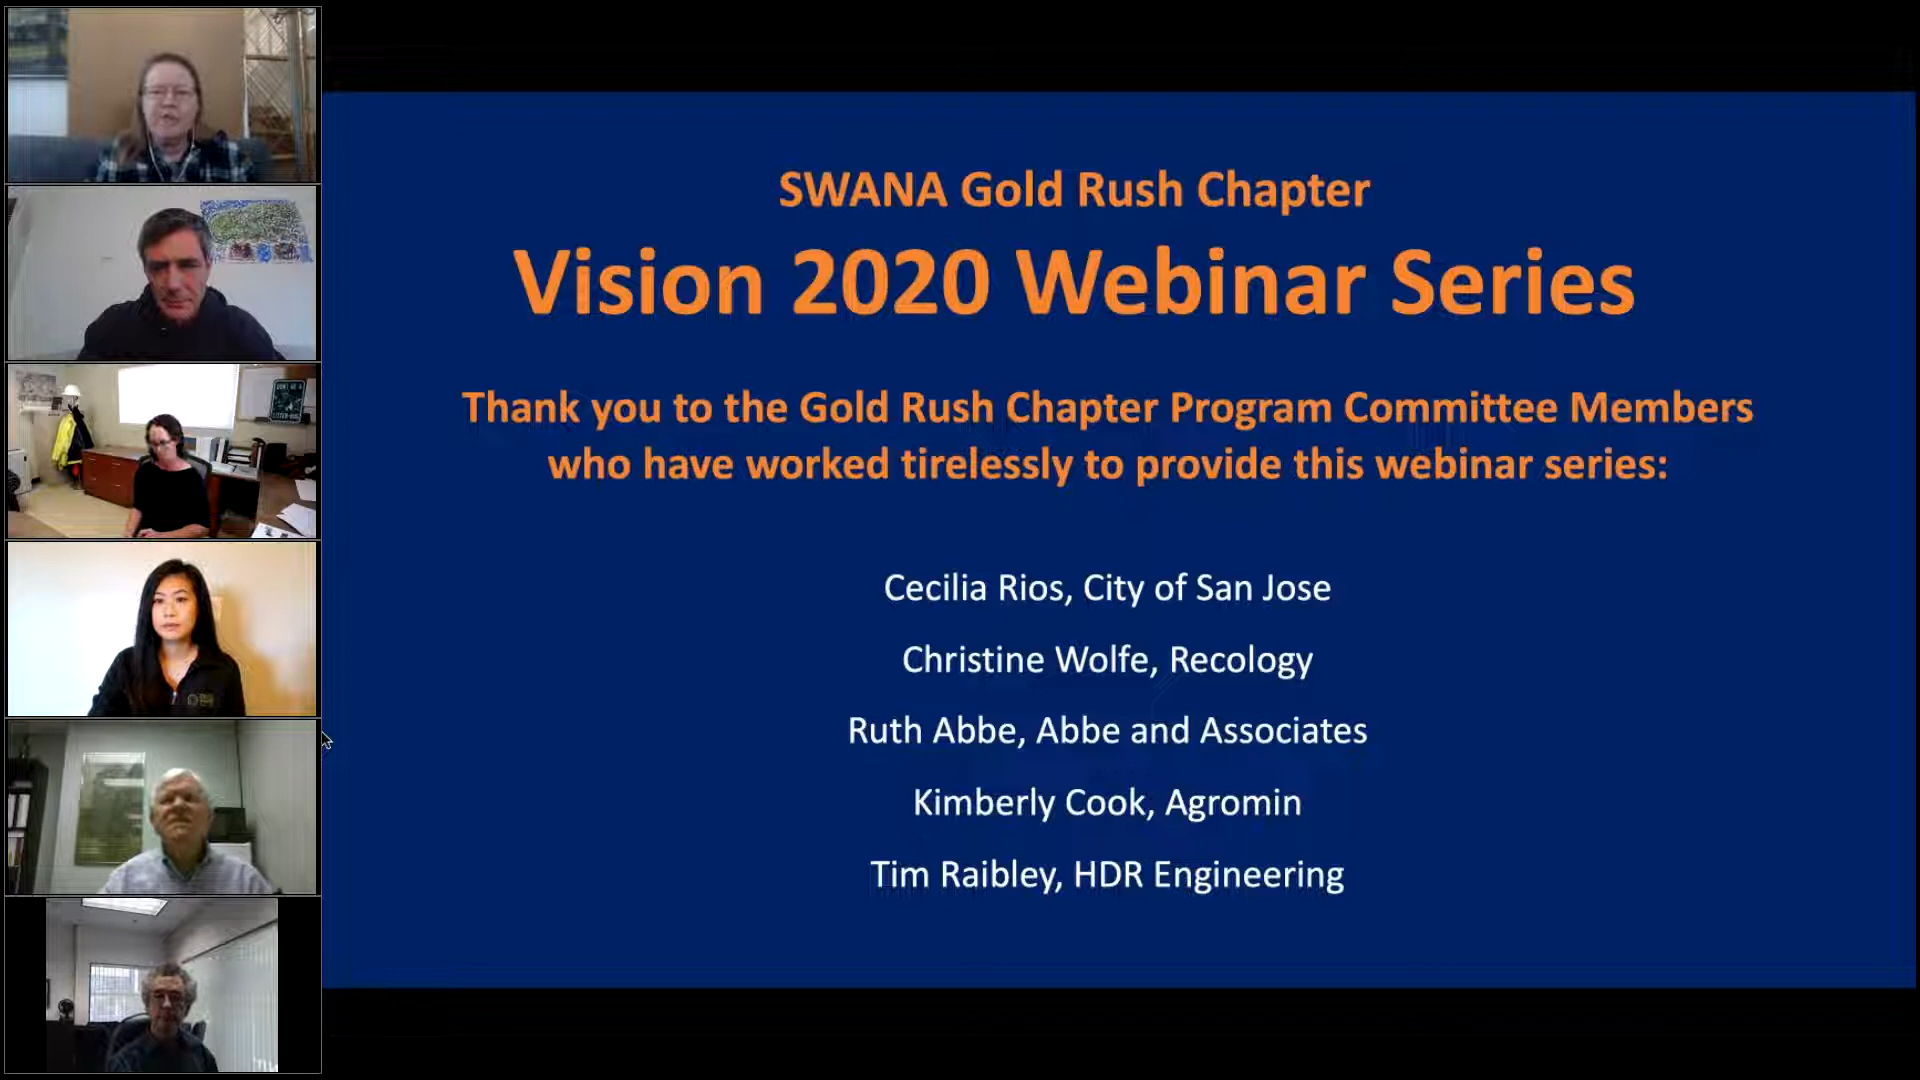 SWANA Gold Rush Chapter
Vision 2020 Webinar Series
Thank you to the Gold Rush Chapter Program Committee Members
who have worked tirelessly to provide this webinar series:
Cecilia Rios, City of San Jose
Christine Wolfe, Recology
Ruth Abbe, Abbe and Associates
Kimberly Cook, Agromin
Tim Raibley, HDR Engineering